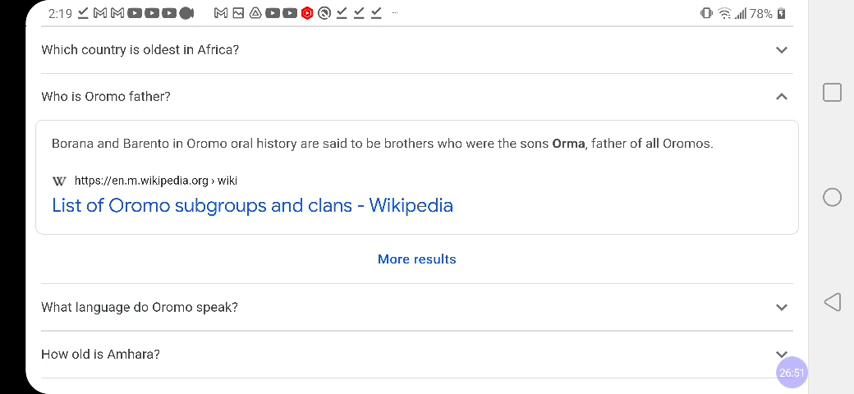 2:19 78%
Which country is oldest in Africa?
Who is Oromo father?
Borana and Barento in Oromo oral history are said to be brothers who were the sons Orma, father of all Oromos.
W https://en.m.wikipedia.org › wiki
List of Oromo subgroups and clans - Wikipedia
More results
What language do Oromo speak?
How old is Amhara?
26:51